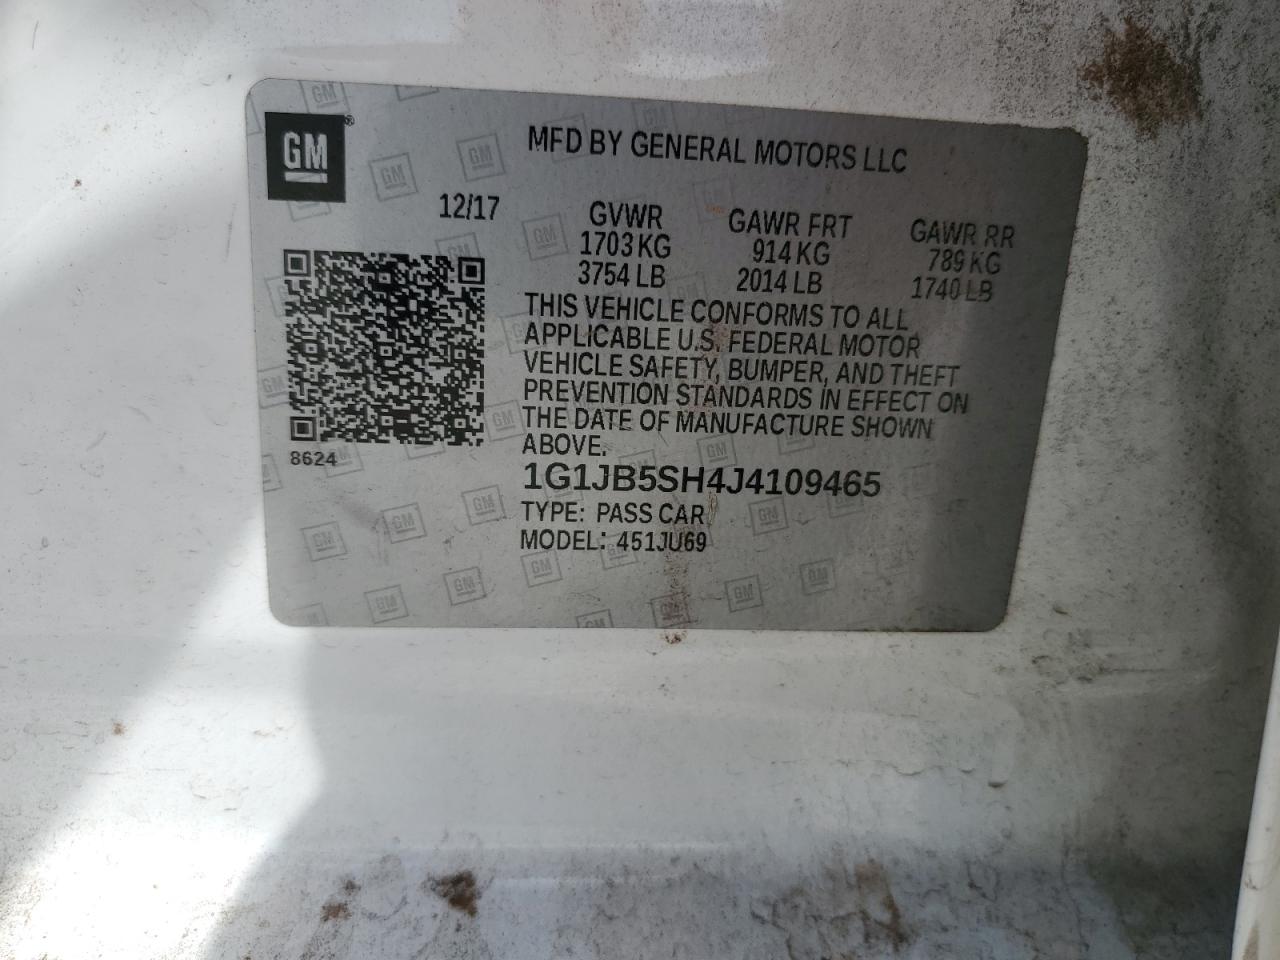 GM
MFD BY GENERAL MOTORS LLC
12/17
GVWR GAWR FRT GAWR RR
1703 KG 914 KG 789 KG
3754 LB 2014 LB 1740 LB
THIS VEHICLE CONFORMS TO ALL
APPLICABLE U.S. FEDERAL MOTOR
VEHICLE SAFETY, BUMPER, AND THEFT
PREVENTION STANDARDS IN EFFECT ON
THE DATE OF MANUFACTURE SHOWN
ABOVE.
8624
1G1JB5SH4J4109465
TYPE: PASS CAR
MODEL: 451JU69